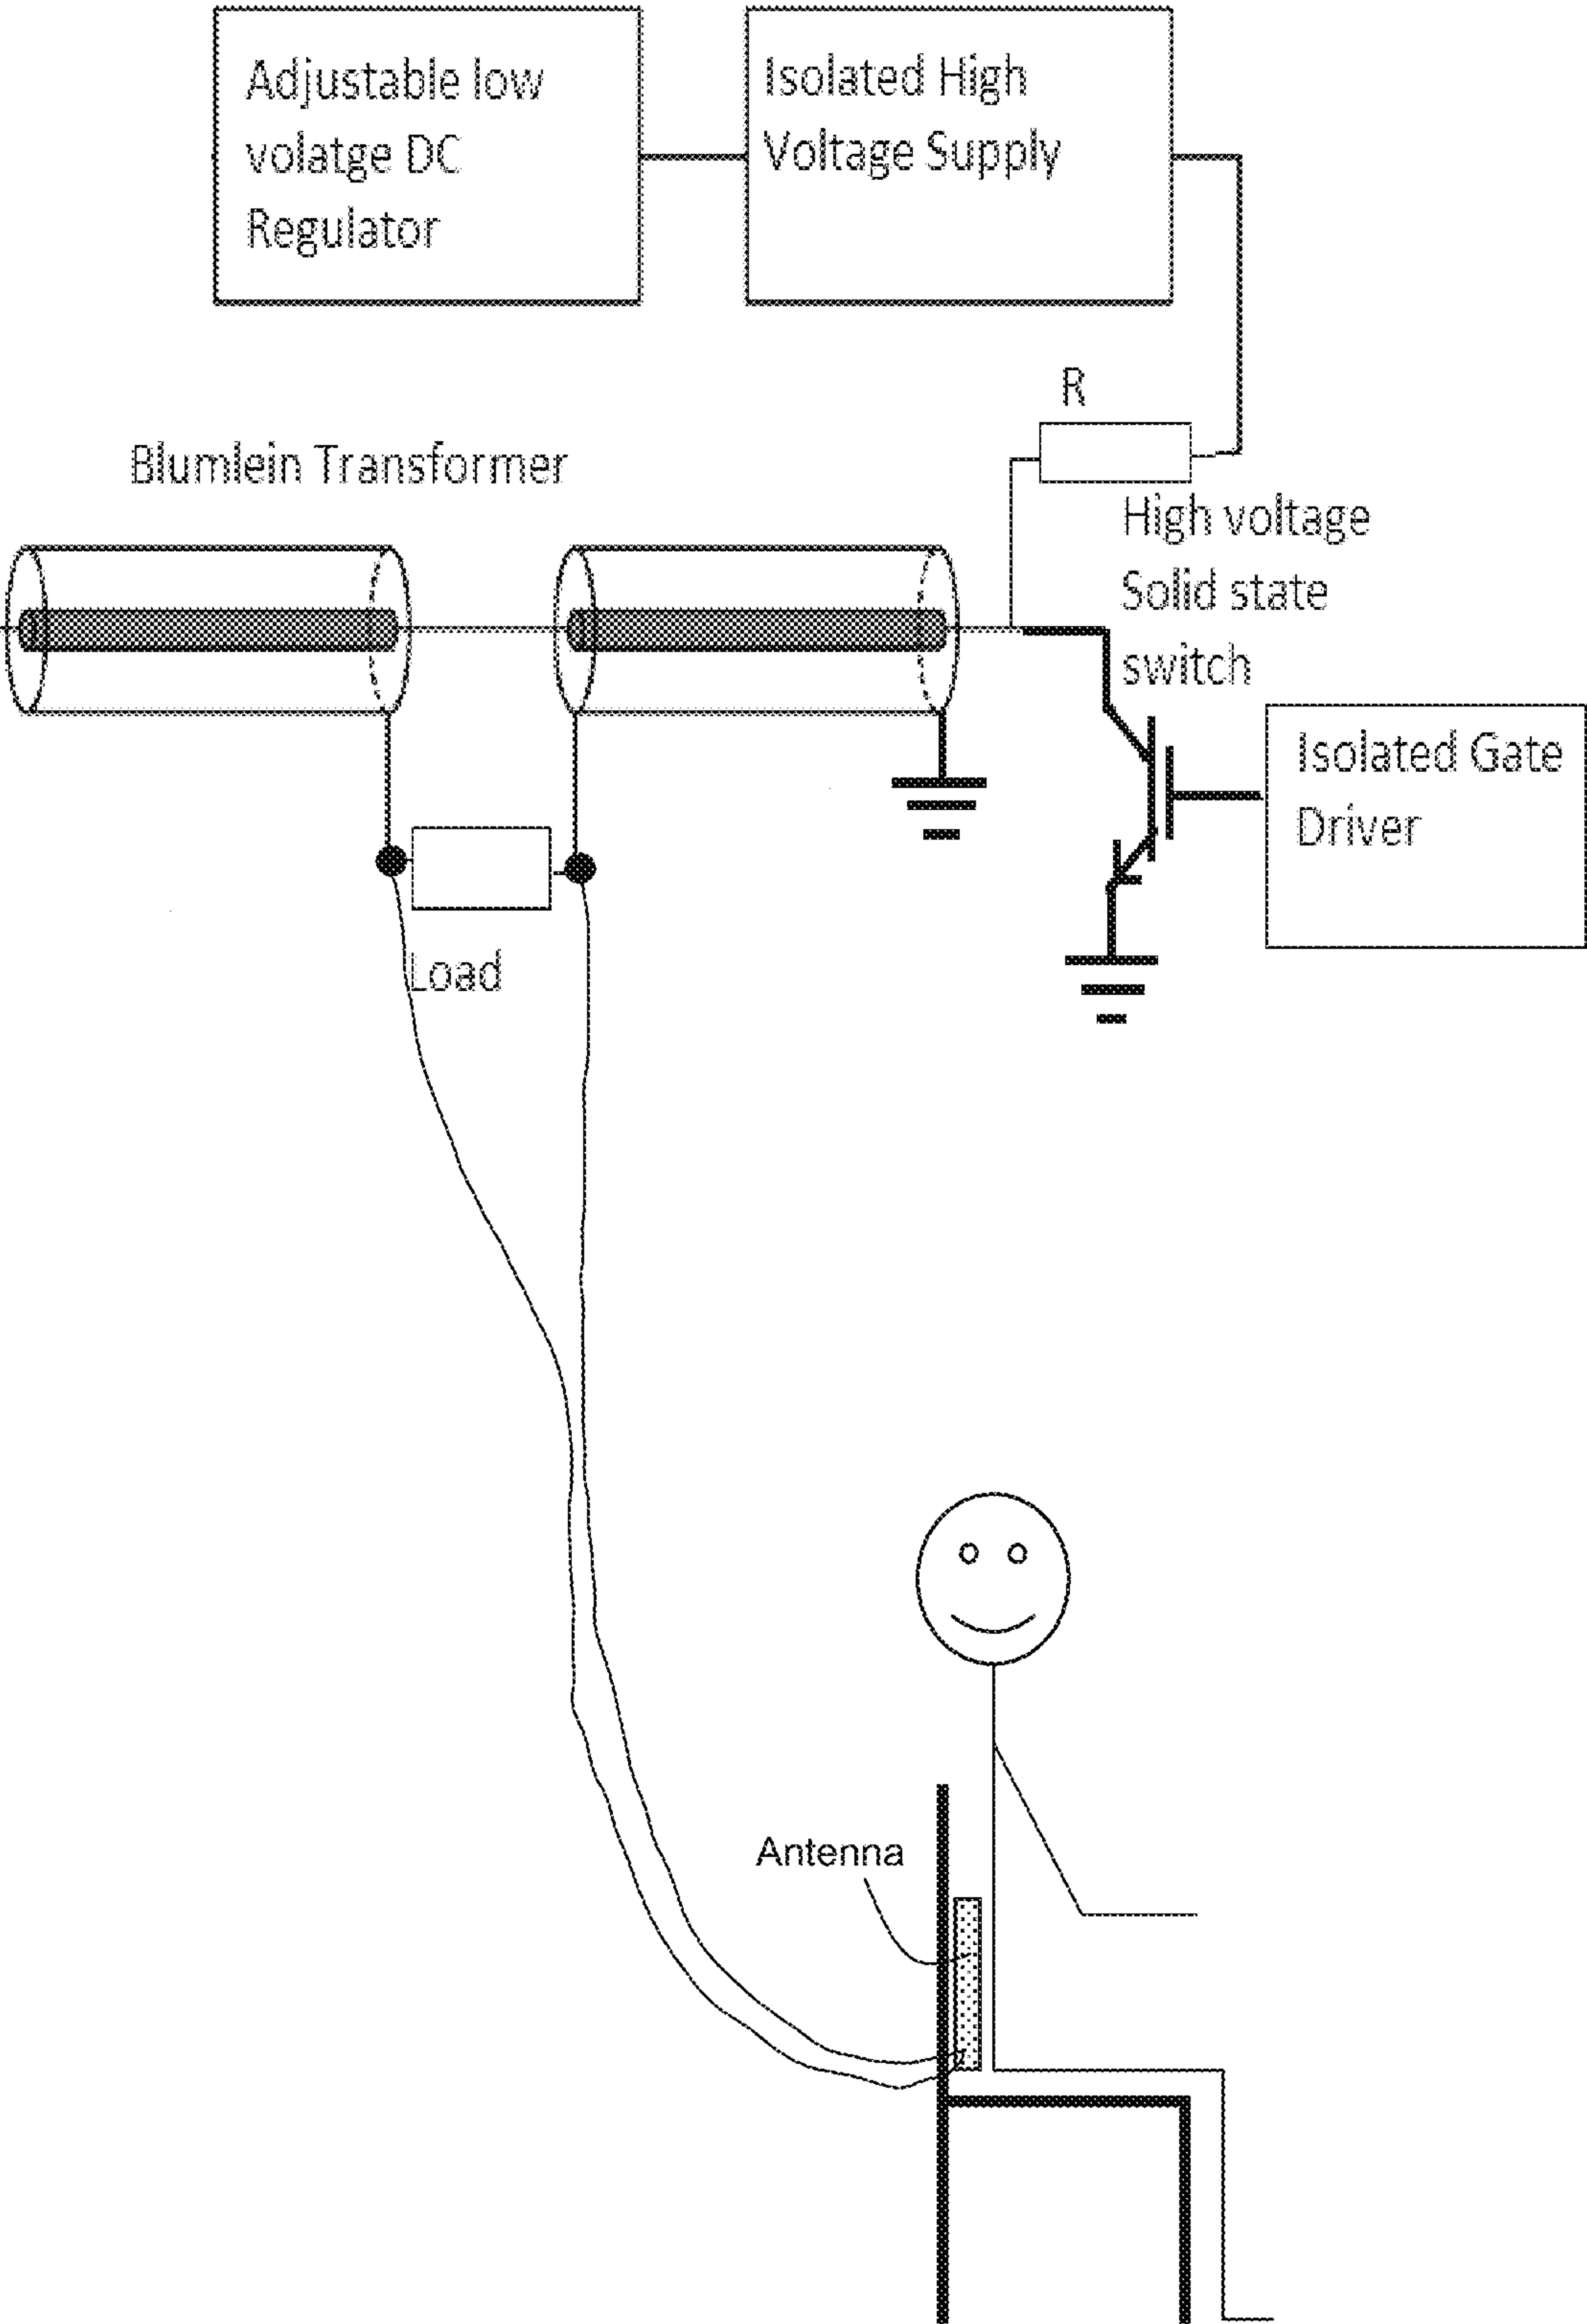 Adjustable low
volatge DC
Regulator
Isolated High
Voltage Supply
R
Blumlein Transformer
High voltage
Solid state
switch
Isolated Gate
Driver
Load
Antenna